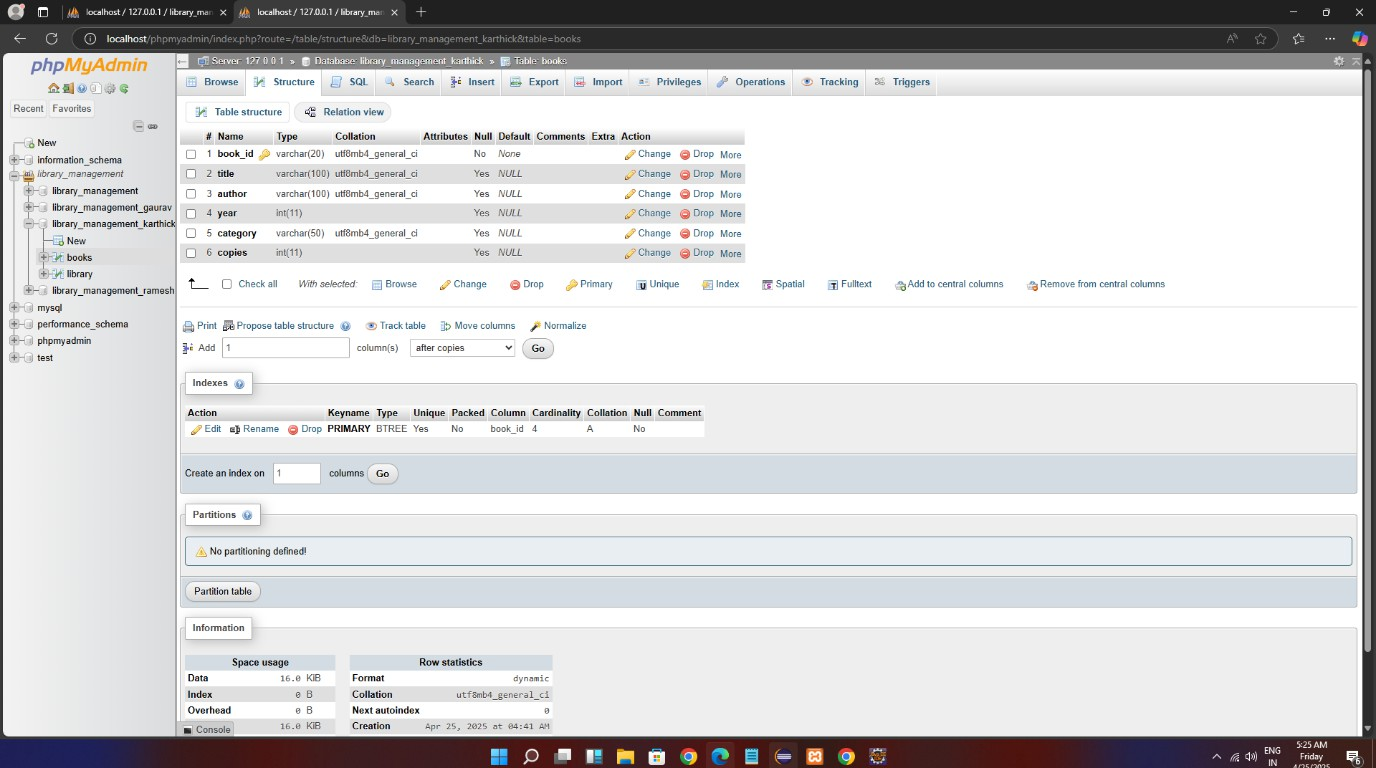 localhost / 127.0.0.1 / library_man
localhost / 127.0.0.1 / library_man
localhost/phpmyadmin/index.php?route=/table/structure&db=library_management_karthick&table=books
phpMyAdmin
Recent Favorites
New
information_schema
library_management
library_management
library_management_gaurav
library_management_karthick
New
books
library
library_management_ramesh
mysql
performance_schema
phpmyadmin
test
Server: 127.0.0.1 » Database: library_management_karthick » Table: books
Browse Structure SQL Search Insert Export Import Privileges Operations Tracking Triggers
Table structure Relation view
# Name Type Collation Attributes Null Default Comments Extra Action
1 book_id varchar(20) utf8mb4_general_ci No None Change Drop More
2 title varchar(100) utf8mb4_general_ci Yes NULL Change Drop More
3 author varchar(100) utf8mb4_general_ci Yes NULL Change Drop More
4 year int(11) Yes NULL Change Drop More
5 category varchar(50) utf8mb4_general_ci Yes NULL Change Drop More
6 copies int(11) Yes NULL Change Drop More
Check all With selected: Browse Change Drop Primary Unique Index Spatial Fulltext Add to central columns Remove from central columns
Print Propose table structure Track table Move columns Normalize
Add 1 column(s) after copies Go
Indexes
Action Keyname Type Unique Packed Column Cardinality Collation Null Comment
Edit Rename Drop PRIMARY BTREE Yes No book_id 4 A No
Create an index on 1 columns Go
Partitions
No partitioning defined!
Partition table
Information
Space usage
Data 16.0 KiB
Index 0 B
Overhead 0 B
16.0 KiB
Row statistics
Format dynamic
Collation utf8mb4_general_ci
Next autoindex 0
Creation Apr 25, 2025 at 04:41 AM
Console
ENG
IN
5:25 AM
Friday
4/25/2025
6